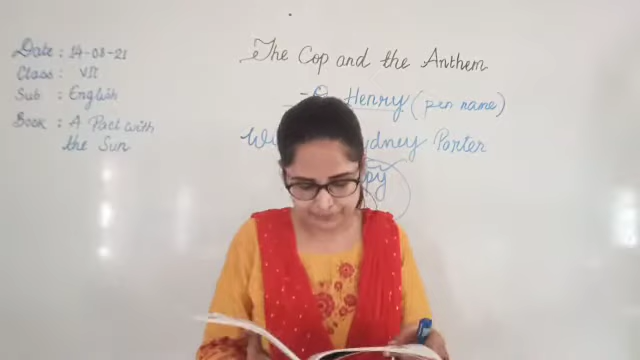 Date : 14-08-21
Class : VII
Sub : English
Book : A Pact with
the Sun
The Cop and the Anthem
- O. Henry (pen name)
Porter